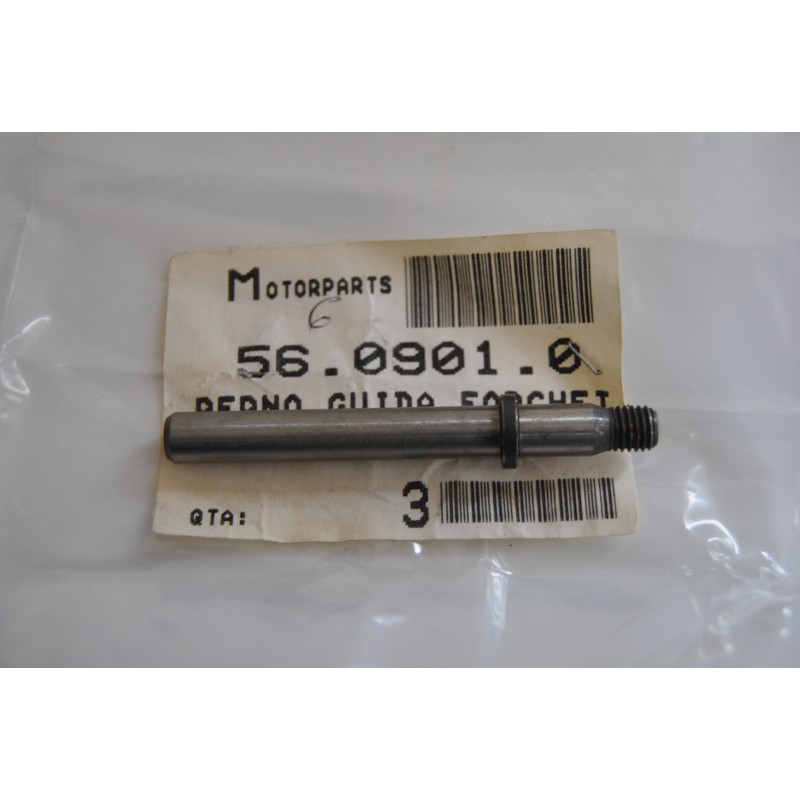 MOTORPARTS
6
56.0901.0
PERNO GUIDA FORCHET
QTA: 3